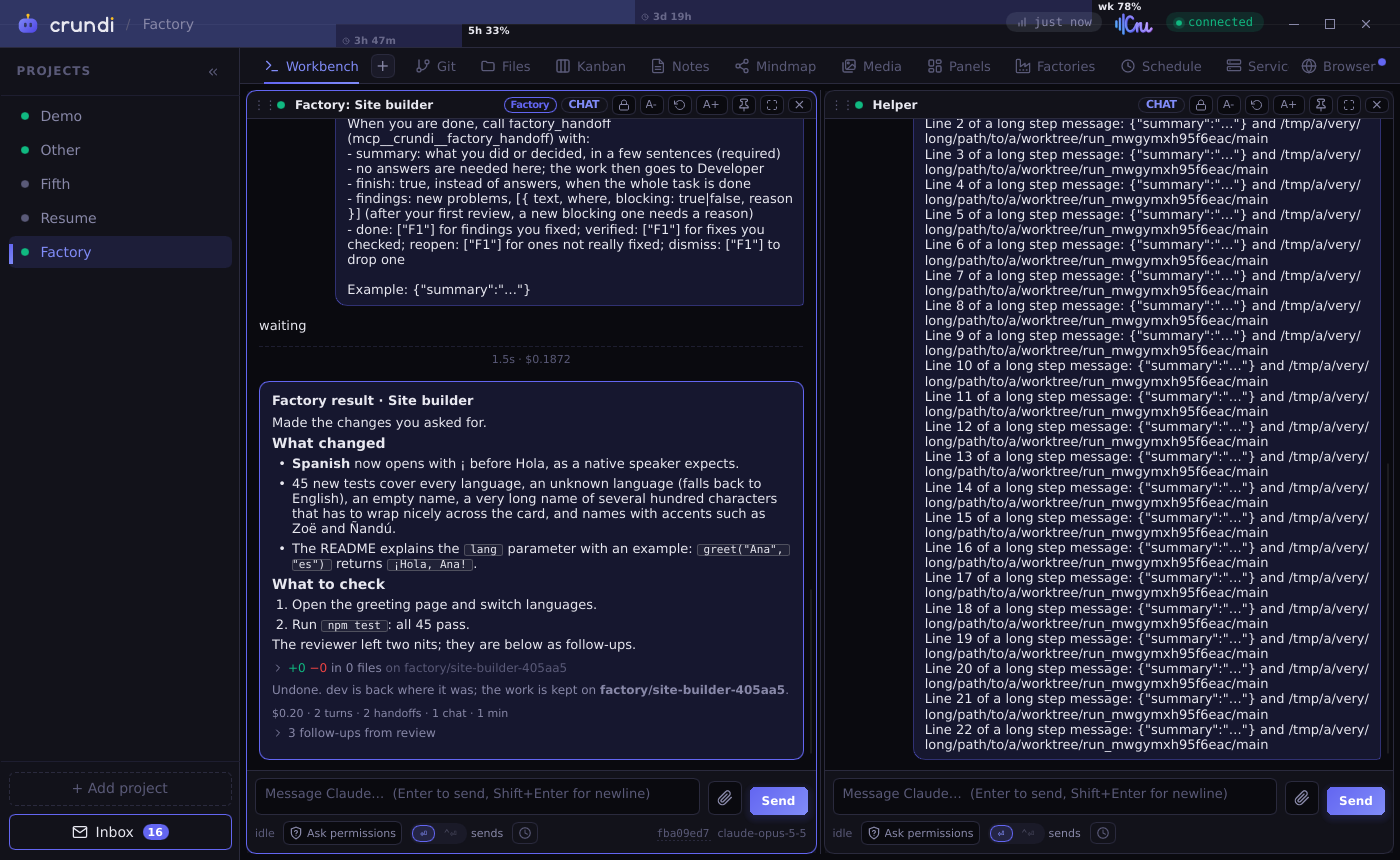 crundi / Factory
3d 19h
3h 47m
5h 33%
just now
wk 78%
Cru
connected
PROJECTS
Demo
Other
Fifth
Resume
Factory
+ Add project
Inbox 16
Workbench
Git
Files
Kanban
Notes
Mindmap
Media
Panels
Factories
Schedule
Servic
Browser
Factory: Site builder
Factory CHAT A- A+
When you are done, call factory_handoff
(mcp__crundi__factory_handoff) with:
- summary: what you did or decided, in a few sentences (required)
- no answers are needed here; the work then goes to Developer
- finish: true, instead of answers, when the whole task is done
- findings: new problems, [{ text, where, blocking: true|false, reason
}] (after your first review, a new blocking one needs a reason)
- done: ["F1"] for findings you fixed; verified: ["F1"] for fixes you
checked; reopen: ["F1"] for ones not really fixed; dismiss: ["F1"] to
drop one
Example: {"summary":"..."}
waiting
1.5s · $0.1872
Factory result · Site builder
Made the changes you asked for.
What changed
• Spanish now opens with ¡ before Hola, as a native speaker expects.
• 45 new tests cover every language, an unknown language (falls back to
English), an empty name, a very long name of several hundred characters
that has to wrap nicely across the card, and names with accents such as
Zoë and Ñandú.
• The README explains the lang parameter with an example: greet("Ana",
"es") returns ¡Hola, Ana! .
What to check
1. Open the greeting page and switch languages.
2. Run npm test : all 45 pass.
The reviewer left two nits; they are below as follow-ups.
+0 −0 in 0 files on factory/site-builder-405aa5
Undone. dev is back where it was; the work is kept on factory/site-builder-405aa5.
$0.20 · 2 turns · 2 handoffs · 1 chat · 1 min
3 follow-ups from review
Message Claude... (Enter to send, Shift+Enter for newline)
Send
idle Ask permissions sends fba09ed7 claude-opus-5-5
Helper
CHAT A- A+
Line 2 of a long step message: {"summary":"..."} and /tmp/a/very/
long/path/to/a/worktree/run_mwgymxh95f6eac/main
Line 3 of a long step message: {"summary":"..."} and /tmp/a/very/
long/path/to/a/worktree/run_mwgymxh95f6eac/main
Line 4 of a long step message: {"summary":"..."} and /tmp/a/very/
long/path/to/a/worktree/run_mwgymxh95f6eac/main
Line 5 of a long step message: {"summary":"..."} and /tmp/a/very/
long/path/to/a/worktree/run_mwgymxh95f6eac/main
Line 6 of a long step message: {"summary":"..."} and /tmp/a/very/
long/path/to/a/worktree/run_mwgymxh95f6eac/main
Line 7 of a long step message: {"summary":"..."} and /tmp/a/very/
long/path/to/a/worktree/run_mwgymxh95f6eac/main
Line 8 of a long step message: {"summary":"..."} and /tmp/a/very/
long/path/to/a/worktree/run_mwgymxh95f6eac/main
Line 9 of a long step message: {"summary":"..."} and /tmp/a/very/
long/path/to/a/worktree/run_mwgymxh95f6eac/main
Line 10 of a long step message: {"summary":"..."} and /tmp/a/very/
long/path/to/a/worktree/run_mwgymxh95f6eac/main
Line 11 of a long step message: {"summary":"..."} and /tmp/a/very/
long/path/to/a/worktree/run_mwgymxh95f6eac/main
Line 12 of a long step message: {"summary":"..."} and /tmp/a/very/
long/path/to/a/worktree/run_mwgymxh95f6eac/main
Line 13 of a long step message: {"summary":"..."} and /tmp/a/very/
long/path/to/a/worktree/run_mwgymxh95f6eac/main
Line 14 of a long step message: {"summary":"..."} and /tmp/a/very/
long/path/to/a/worktree/run_mwgymxh95f6eac/main
Line 15 of a long step message: {"summary":"..."} and /tmp/a/very/
long/path/to/a/worktree/run_mwgymxh95f6eac/main
Line 16 of a long step message: {"summary":"..."} and /tmp/a/very/
long/path/to/a/worktree/run_mwgymxh95f6eac/main
Line 17 of a long step message: {"summary":"..."} and /tmp/a/very/
long/path/to/a/worktree/run_mwgymxh95f6eac/main
Line 18 of a long step message: {"summary":"..."} and /tmp/a/very/
long/path/to/a/worktree/run_mwgymxh95f6eac/main
Line 19 of a long step message: {"summary":"..."} and /tmp/a/very/
long/path/to/a/worktree/run_mwgymxh95f6eac/main
Line 20 of a long step message: {"summary":"..."} and /tmp/a/very/
long/path/to/a/worktree/run_mwgymxh95f6eac/main
Line 21 of a long step message: {"summary":"..."} and /tmp/a/very/
long/path/to/a/worktree/run_mwgymxh95f6eac/main
Line 22 of a long step message: {"summary":"..."} and /tmp/a/very/
long/path/to/a/worktree/run_mwgymxh95f6eac/main
Message Claude... (Enter to send, Shift+Enter for newline)
Send
idle Ask permissions sends